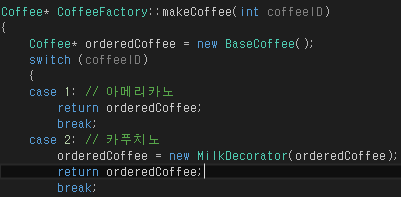 Coffee* CoffeeFactory::makeCoffee(int coffeeID)
{
    Coffee* orderedCoffee = new BaseCoffee();
    switch (coffeeID)
    {
    case 1: // 아메리카노
        return orderedCoffee;
        break;
    case 2: // 카푸치노
        orderedCoffee = new MilkDecorator(orderedCoffee);
        return orderedCoffee;
        break;